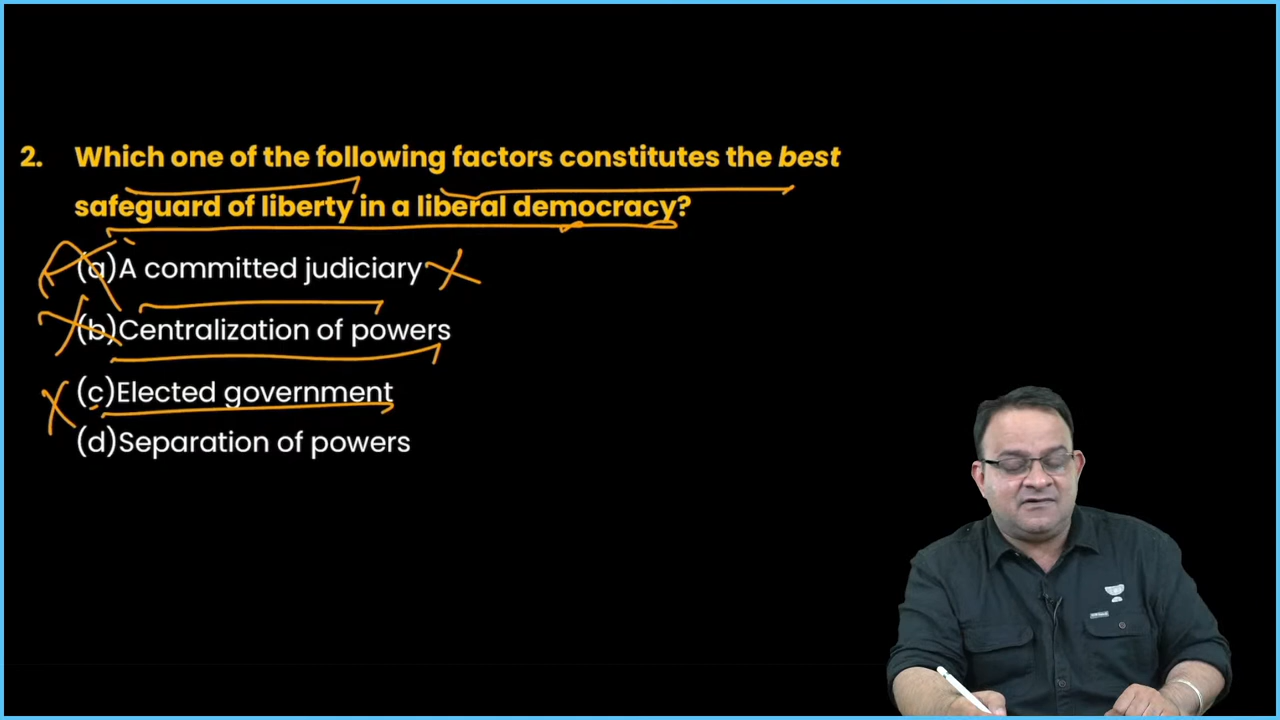 2. Which one of the following factors constitutes the best
safeguard of liberty in a liberal democracy?
(a)A committed judiciary
(b)Centralization of powers
(c)Elected government
(d)Separation of powers